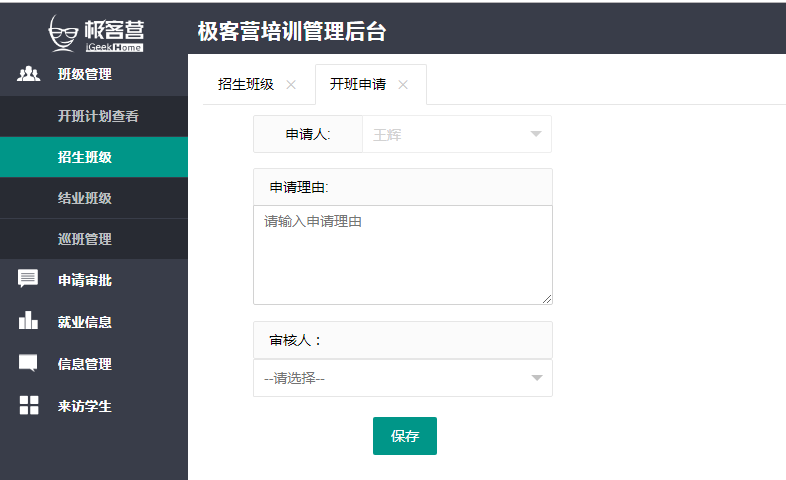 极客营
iGeekHome
极客营培训管理后台
班级管理
开班计划查看
招生班级
结业班级
巡班管理
申请审批
就业信息
信息管理
来访学生
招生班级
开班申请
申请人:
王辉
申请理由:
请输入申请理由
审核人：
--请选择--
保存